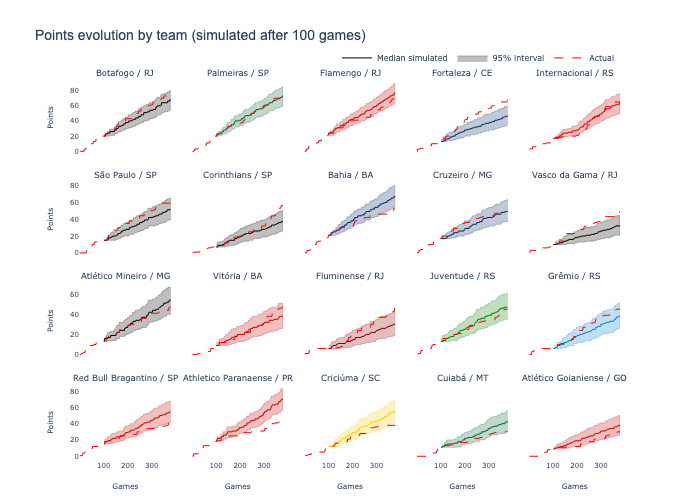 Points evolution by team (simulated after 100 games)
Median simulated 95% interval Actual
Botafogo / RJ Palmeiras / SP Flamengo / RJ Fortaleza / CE Internacional / RS
80
60
40
20
0
Points
São Paulo / SP Corinthians / SP Bahia / BA Cruzeiro / MG Vasco da Gama / RJ
80
60
40
20
0
Points
Atlético Mineiro / MG Vitória / BA Fluminense / RJ Juventude / RS Grêmio / RS
60
40
20
0
Points
Red Bull Bragantino / SP Athletico Paranaense / PR Criciúma / SC Cuiabá / MT Atlético Goianiense / GO
80
60
40
20
0
Points
100 200 300 100 200 300 100 200 300 100 200 300 100 200 300
Games Games Games Games Games